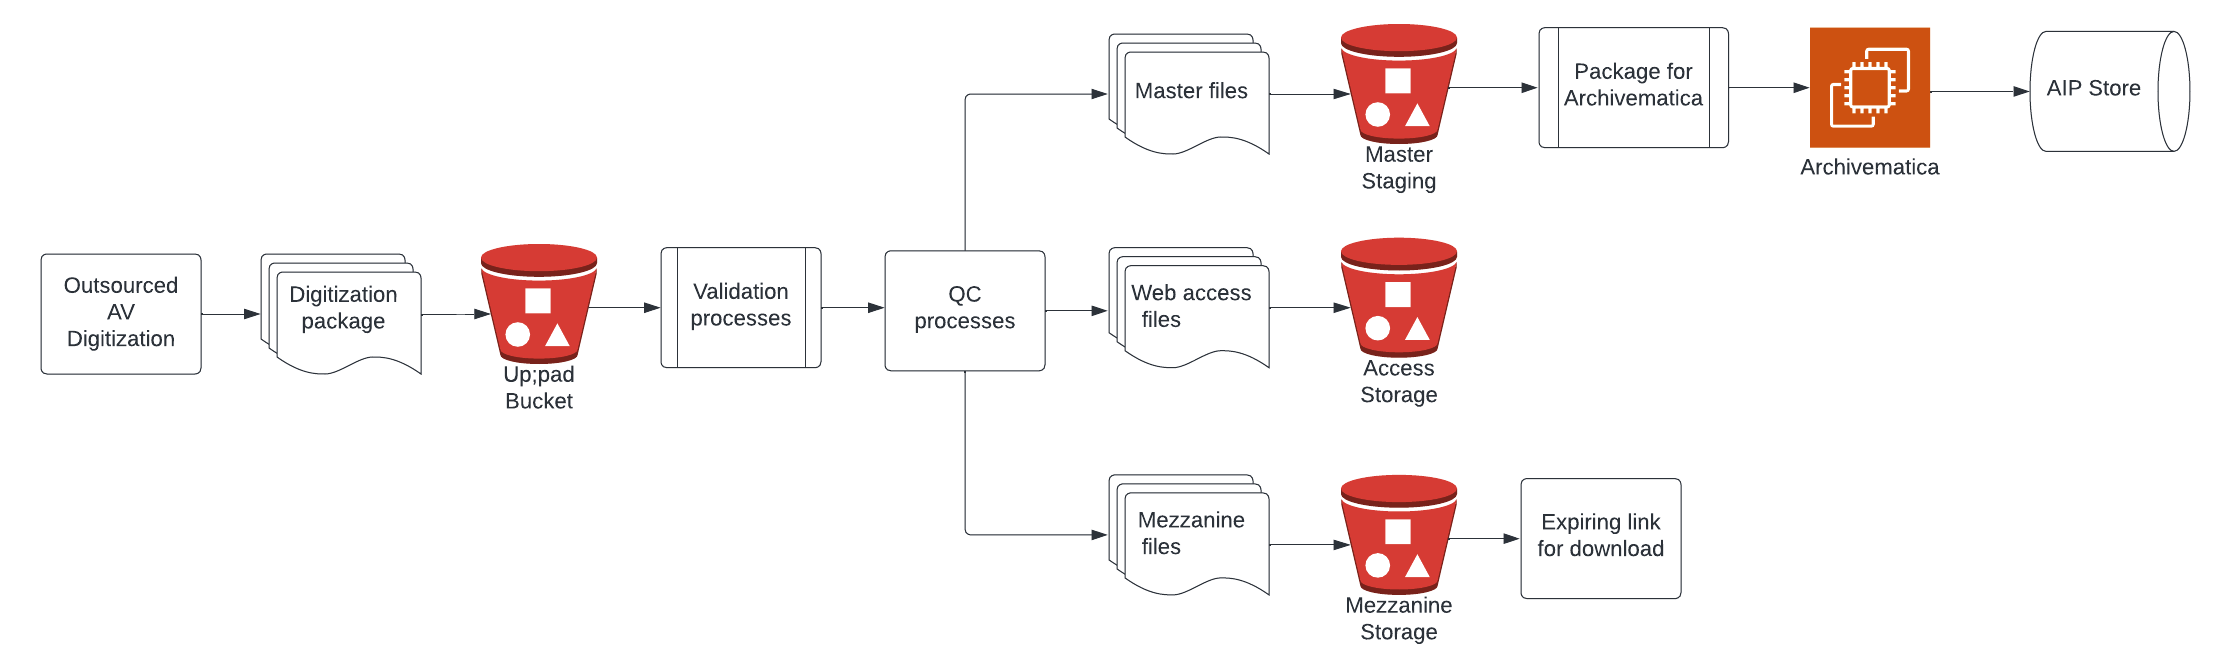 Outsourced
AV
Digitization
Digitization
package
Up;pad
Bucket
Validation
processes
QC
processes
Master files
Master
Staging
Package for
Archivematica
Archivematica
AIP Store
Web access
files
Access
Storage
Mezzanine
files
Mezzanine
Storage
Expiring link
for download